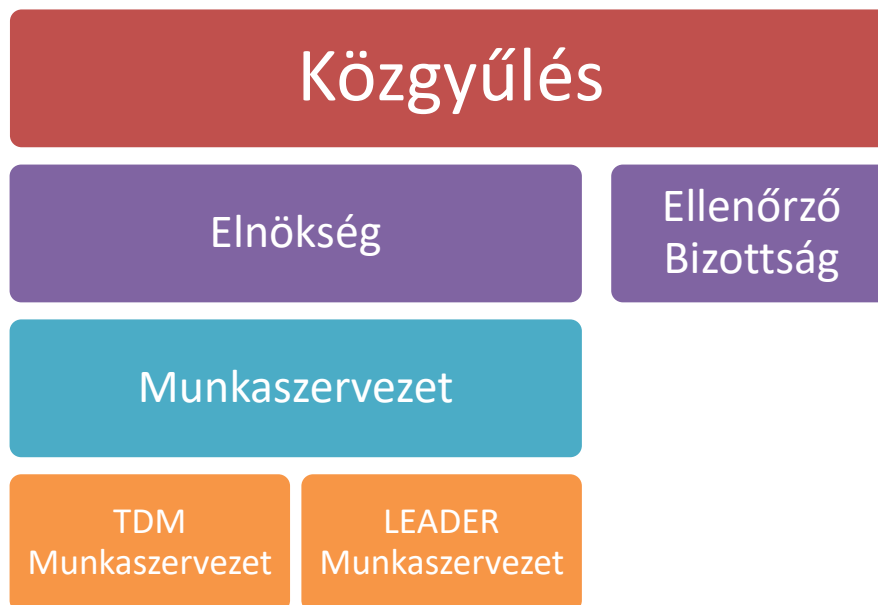 Közgyűlés
Elnökség
Ellenőrző
Bizottság
Munkaszervezet
TDM
Munkaszervezet
LEADER
Munkaszervezet